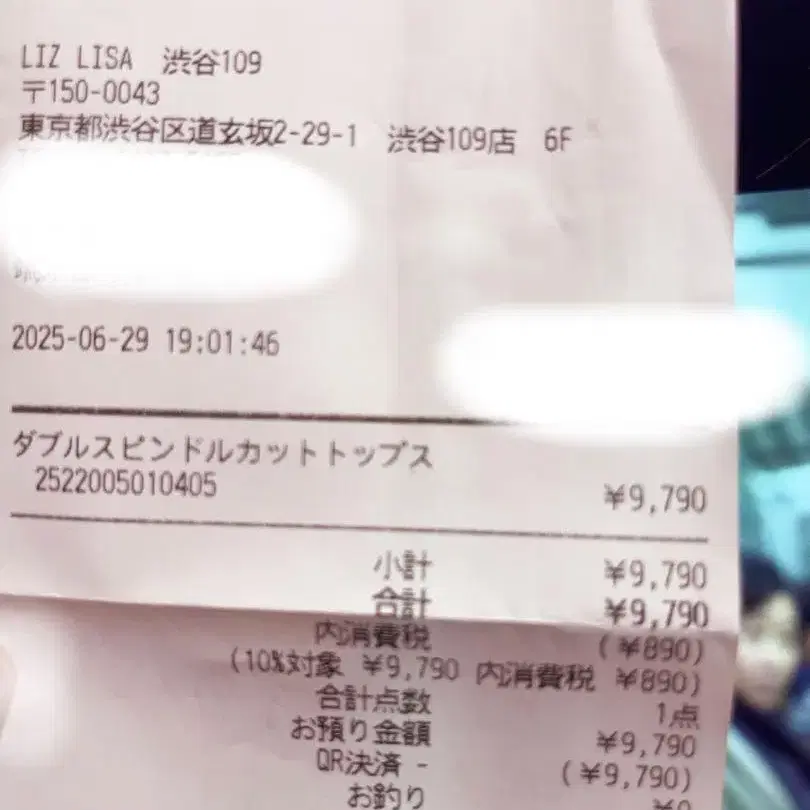 LIZ LISA 渋谷109
〒150-0043
東京都渋谷区道玄坂2-29-1 渋谷109店 6F
2025-06-29 19:01:46
ダブルスピンドルカットトップス
2522005010405 ¥9,790
小計 ¥9,790
合計 ¥9,790
内消費税 (¥890)
(10%対象 ¥9,790 内消費税 ¥890)
合計点数 1点
お預り金額 ¥9,790
QR決済 - (¥9,790)
お釣り ¥0